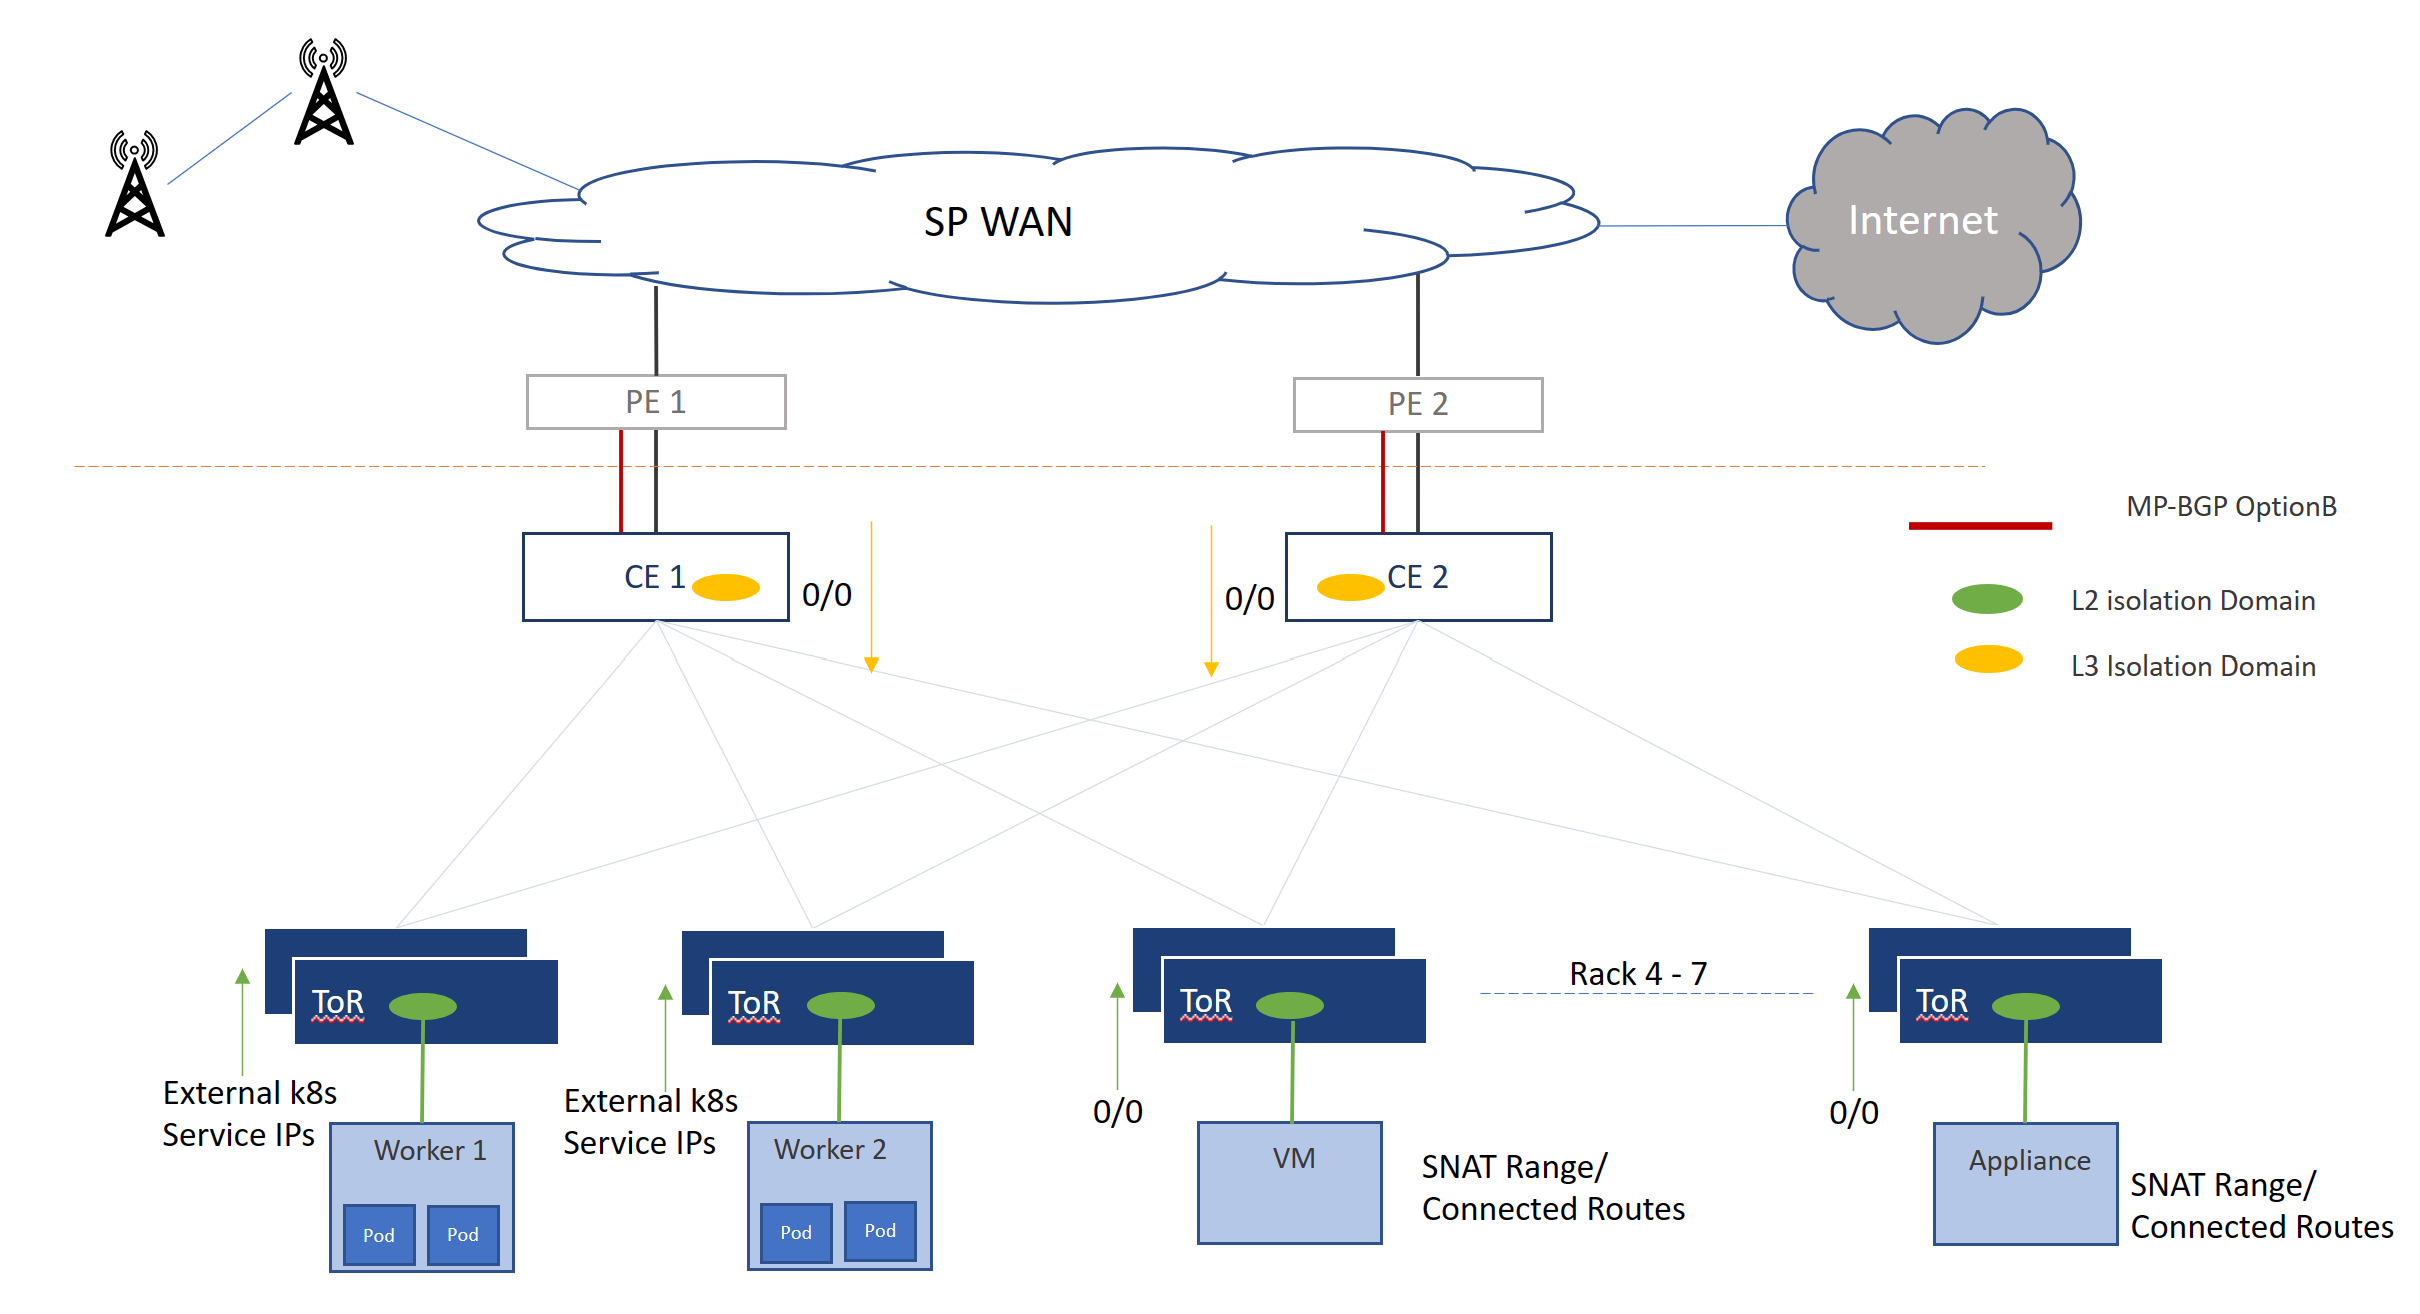 SP WAN
Internet
PE 1
PE 2
MP-BGP OptionB
CE 1
0/0
0/0
CE 2
L2 isolation Domain
L3 Isolation Domain
Rack 4 - 7
ToR
ToR
ToR
ToR
External k8s
Service IPs
External k8s
Service IPs
0/0
0/0
Worker 1
Worker 2
VM
SNAT Range/
Connected Routes
Appliance
SNAT Range/
Connected Routes
Pod
Pod
Pod
Pod